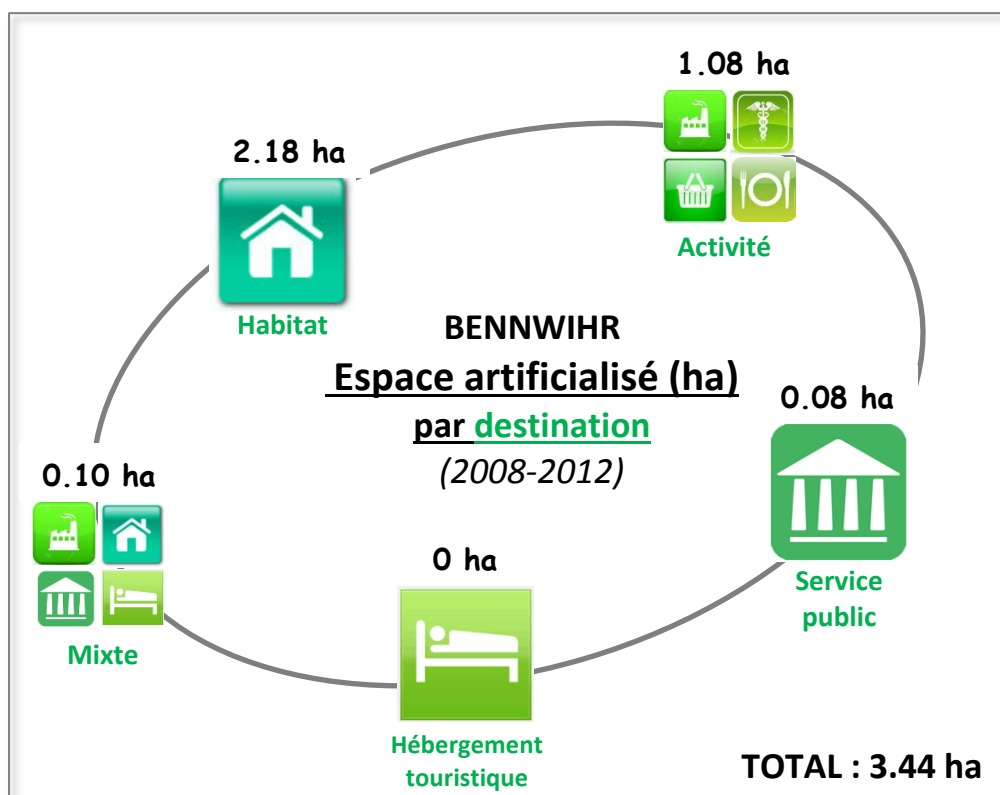 1.08 ha
2.18 ha
Activité
Habitat
BENNWIHR
Espace artificialisé (ha)
par destination
(2008-2012)
0.08 ha
0.10 ha
0 ha
Service
public
Mixte
Hébergement
touristique
TOTAL : 3.44 ha